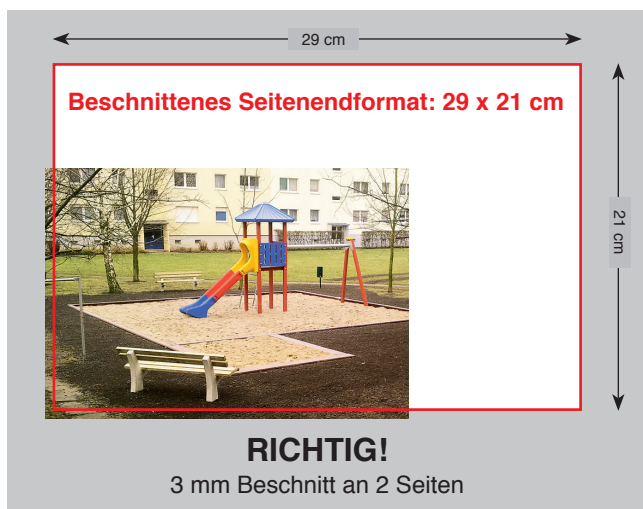 29 cm
Beschnittenes Seitenendformat: 29 x 21 cm
21 cm
RICHTIG!
3 mm Beschnitt an 2 Seiten